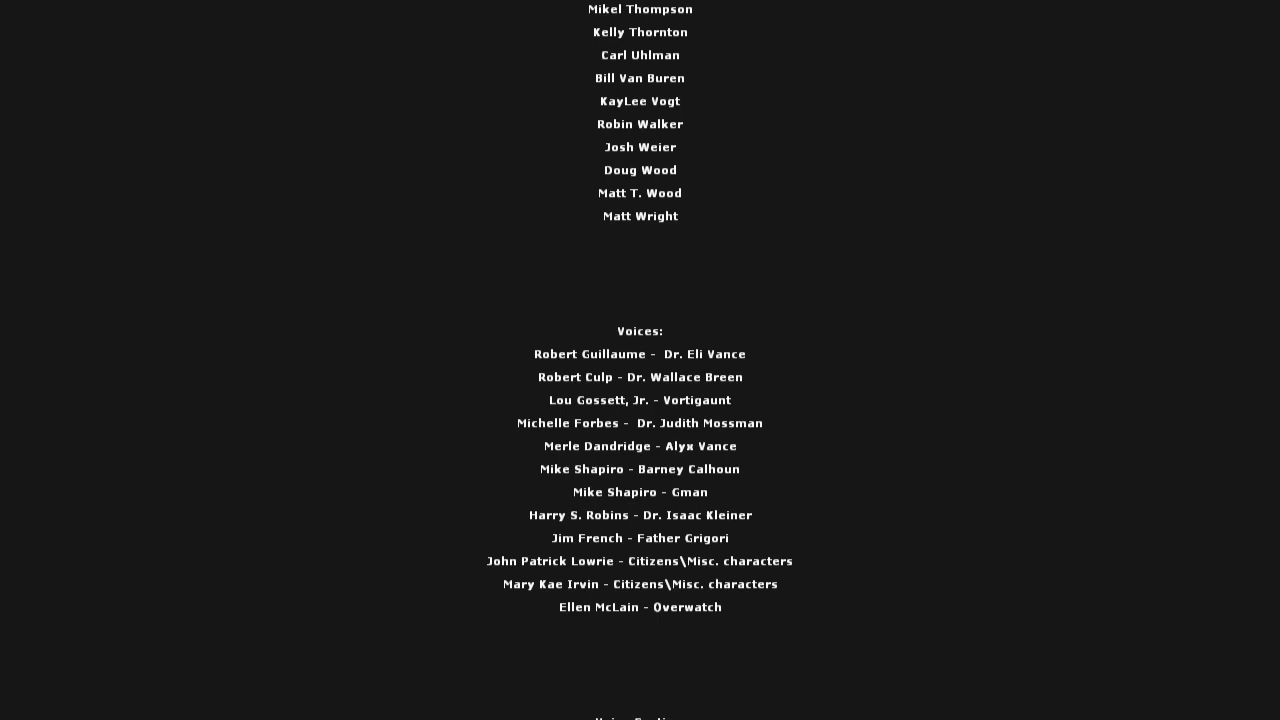 Mikel Thompson
Kelly Thornton
Carl Uhlman
Bill Van Buren
KayLee Vogt
Robin Walker
Josh Weier
Doug Wood
Matt T. Wood
Matt Wright
Voices:
Robert Guillaume -  Dr. Eli Vance
Robert Culp - Dr. Wallace Breen
Lou Gossett, Jr. - Vortigaunt
Michelle Forbes -  Dr. Judith Mossman
Merle Dandridge - Alyx Vance
Mike Shapiro - Barney Calhoun
Mike Shapiro - Gman
Harry S. Robins - Dr. Isaac Kleiner
Jim French - Father Grigori
John Patrick Lowrie - Citizens\Misc. characters
Mary Kae Irvin - Citizens\Misc. characters
Ellen McLain - Overwatch